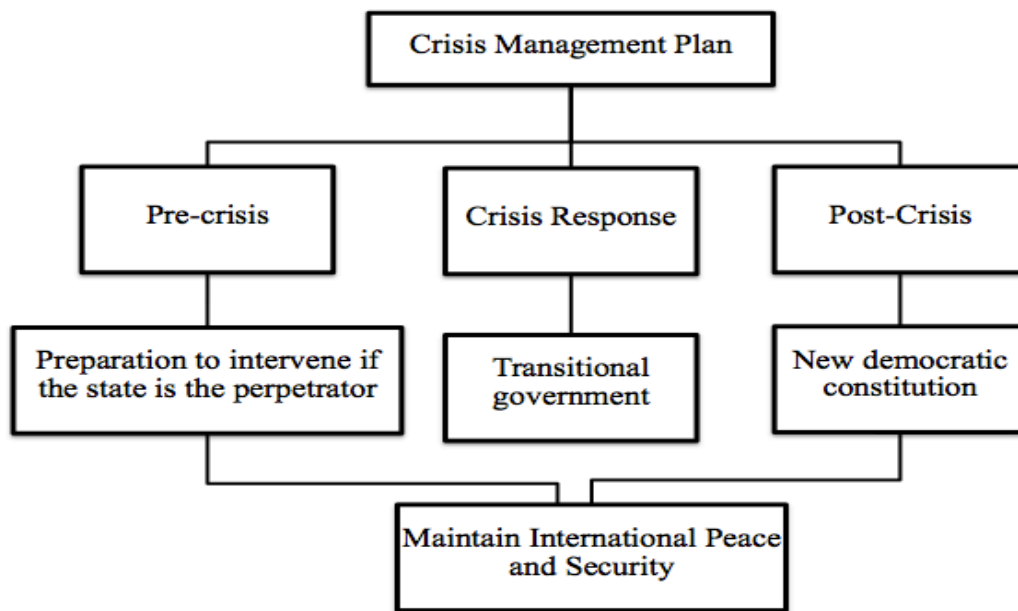 Crisis Management Plan
Pre-crisis
Crisis Response
Post-Crisis
Preparation to intervene if
the state is the perpetrator
Transitional
government
New democratic
constitution
Maintain International Peace
and Security